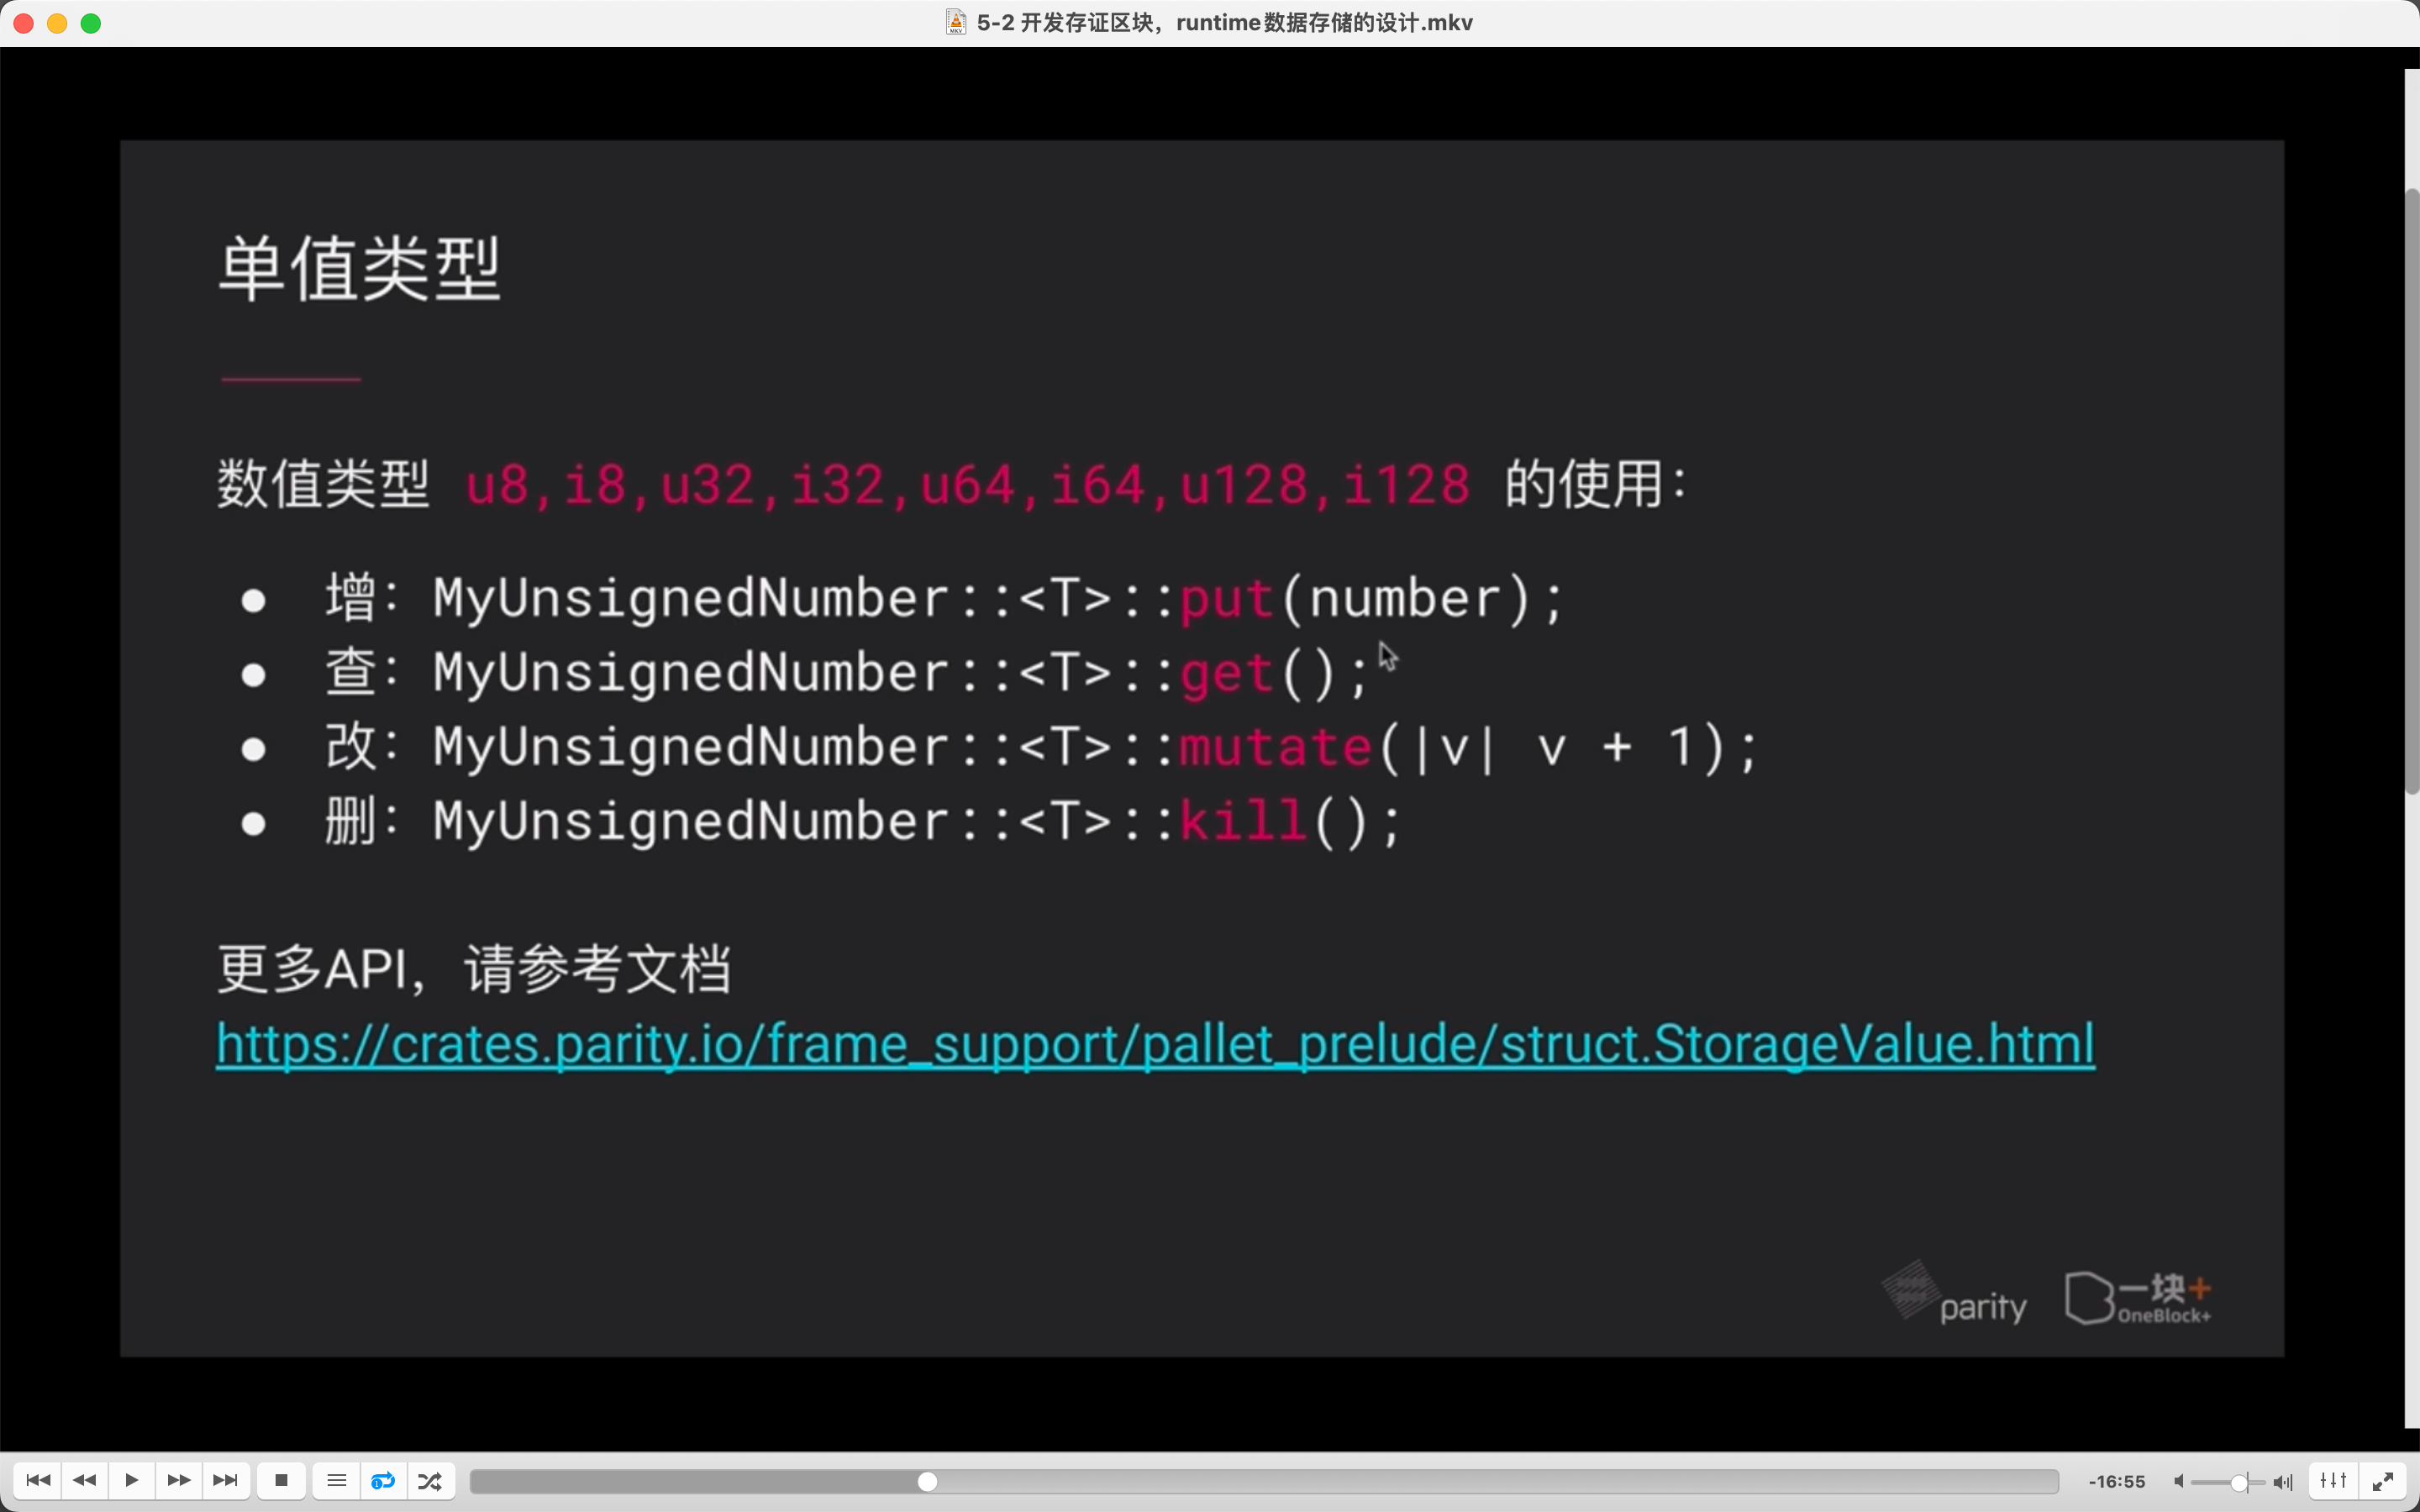 5-2 开发存证区块，runtime数据存储的设计.mkv
单值类型
数值类型 u8,i8,u32,i32,u64,i64,u128,i128 的使用：
● 增：MyUnsignedNumber::<T>::put(number);
● 查：MyUnsignedNumber::<T>::get();
● 改：MyUnsignedNumber::<T>::mutate(|v| v + 1);
● 删：MyUnsignedNumber::<T>::kill();
更多API，请参考文档
https://crates.parity.io/frame_support/pallet_prelude/struct.StorageValue.html
parity
一块+
OneBlock+
-16:55